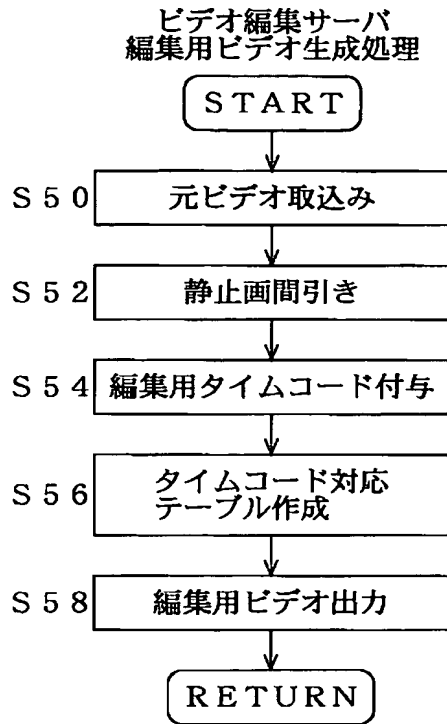 ビデオ編集サーバ
編集用ビデオ生成処理
START
S50 元ビデオ取込み
S52 静止画間引き
S54 編集用タイムコード付与
タイムコード対応
S56 テーブル作成
S58 編集用ビデオ出力
RETURN